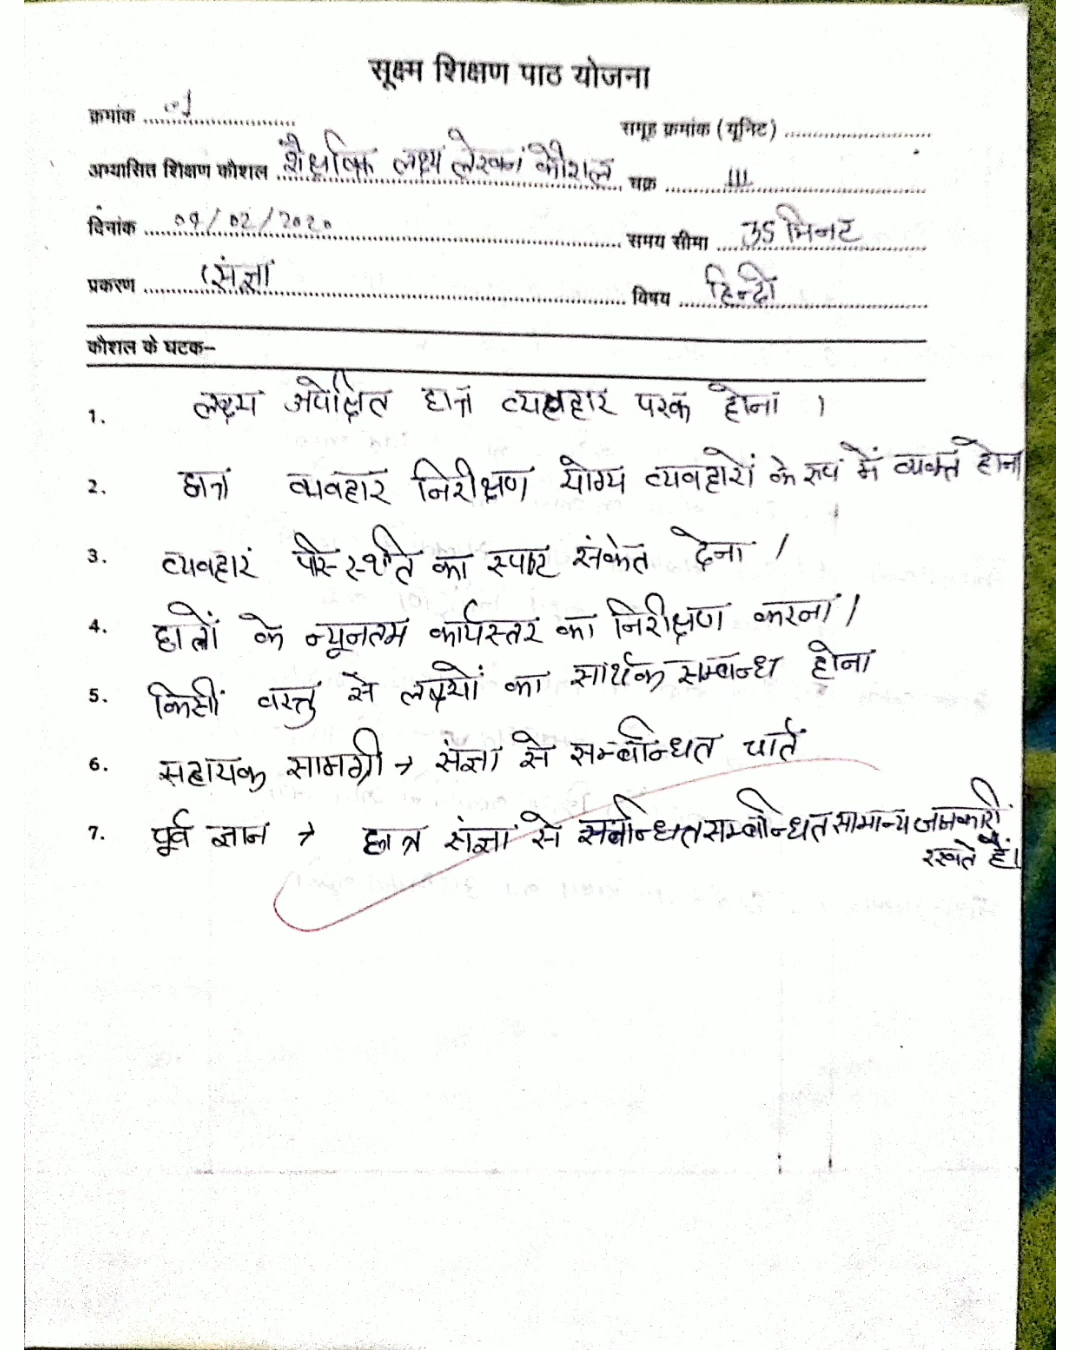 सूक्ष्म शिक्षण पाठ योजना
क्रमांक 01 समूह क्रमांक (यूनिट)
अभ्यासित शिक्षण कौशल शैक्षिक लक्ष्य लेखन कौशल चक्र III
दिनांक 09/02/2020 समय सीमा 35 मिनट
प्रकरण संज्ञा विषय हिन्दी
कौशल के घटक–
1. लक्ष्य अपेक्षित छात्र व्यवहार परक होना ।
2. छात्र व्यवहार निरीक्षण योग्य व्यवहारों के रूप में व्यक्त होना
3. व्यवहार परिस्थिति का स्पष्ट संकेत देना ।
4. छात्रों के न्यूनतम कार्यस्तर का निरीक्षण करना ।
5. किसी वस्तु से लक्ष्यों का सार्थक सम्बन्ध होना
6. सहायक सामग्री → संज्ञा से सम्बन्धित चार्ट
7. पूर्व ज्ञान → छात्र संज्ञा से सबन्धित सम्बन्धित सामान्य जानकारी
रखते हैं।